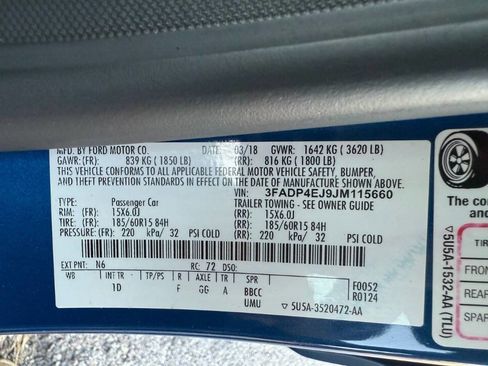 MFD. BY FORD MOTOR CO. DATE: 03/18 GVWR: 1642 KG ( 3620 LB)
GAWR: (FR): 839 KG ( 1850 LB) (RR): 816 KG ( 1800 LB)
THIS VEHICLE CONFORMS TO ALL APPLICABLE FEDERAL
MOTOR VEHICLE SAFETY STANDARD, BUMPER,
AND THEFT PREVENTION STANDARDS IN EFFECT ON THE DATE OF
MANUFACTURE SHOWN ABOVE.
VIN: 3FADP4EJ9JM115660
TYPE: Passenger Car TRAILER TOWING - SEE OWNER GUIDE
RIM: (FR): 15X6.0J (RR): 15X6.0J
TIRE: (FR): 185/60R15 84H (RR): 185/60R15 84H
PRESSURE: (FR): 220 kPa/ 32 PSI COLD (RR): 220 kPa/ 32 PSI COLD
EXT PNT: N6 RC: 72 DSO: F0052
WB INT TR TP/PS R AXLE TR SPR R0124
1D F GG A BBCC
UMU
▽ 5U5A-3520472-AA
The co
and
▽ 5U5A-1532-AA (TLU)
TI
FRON
REAR
SPAR